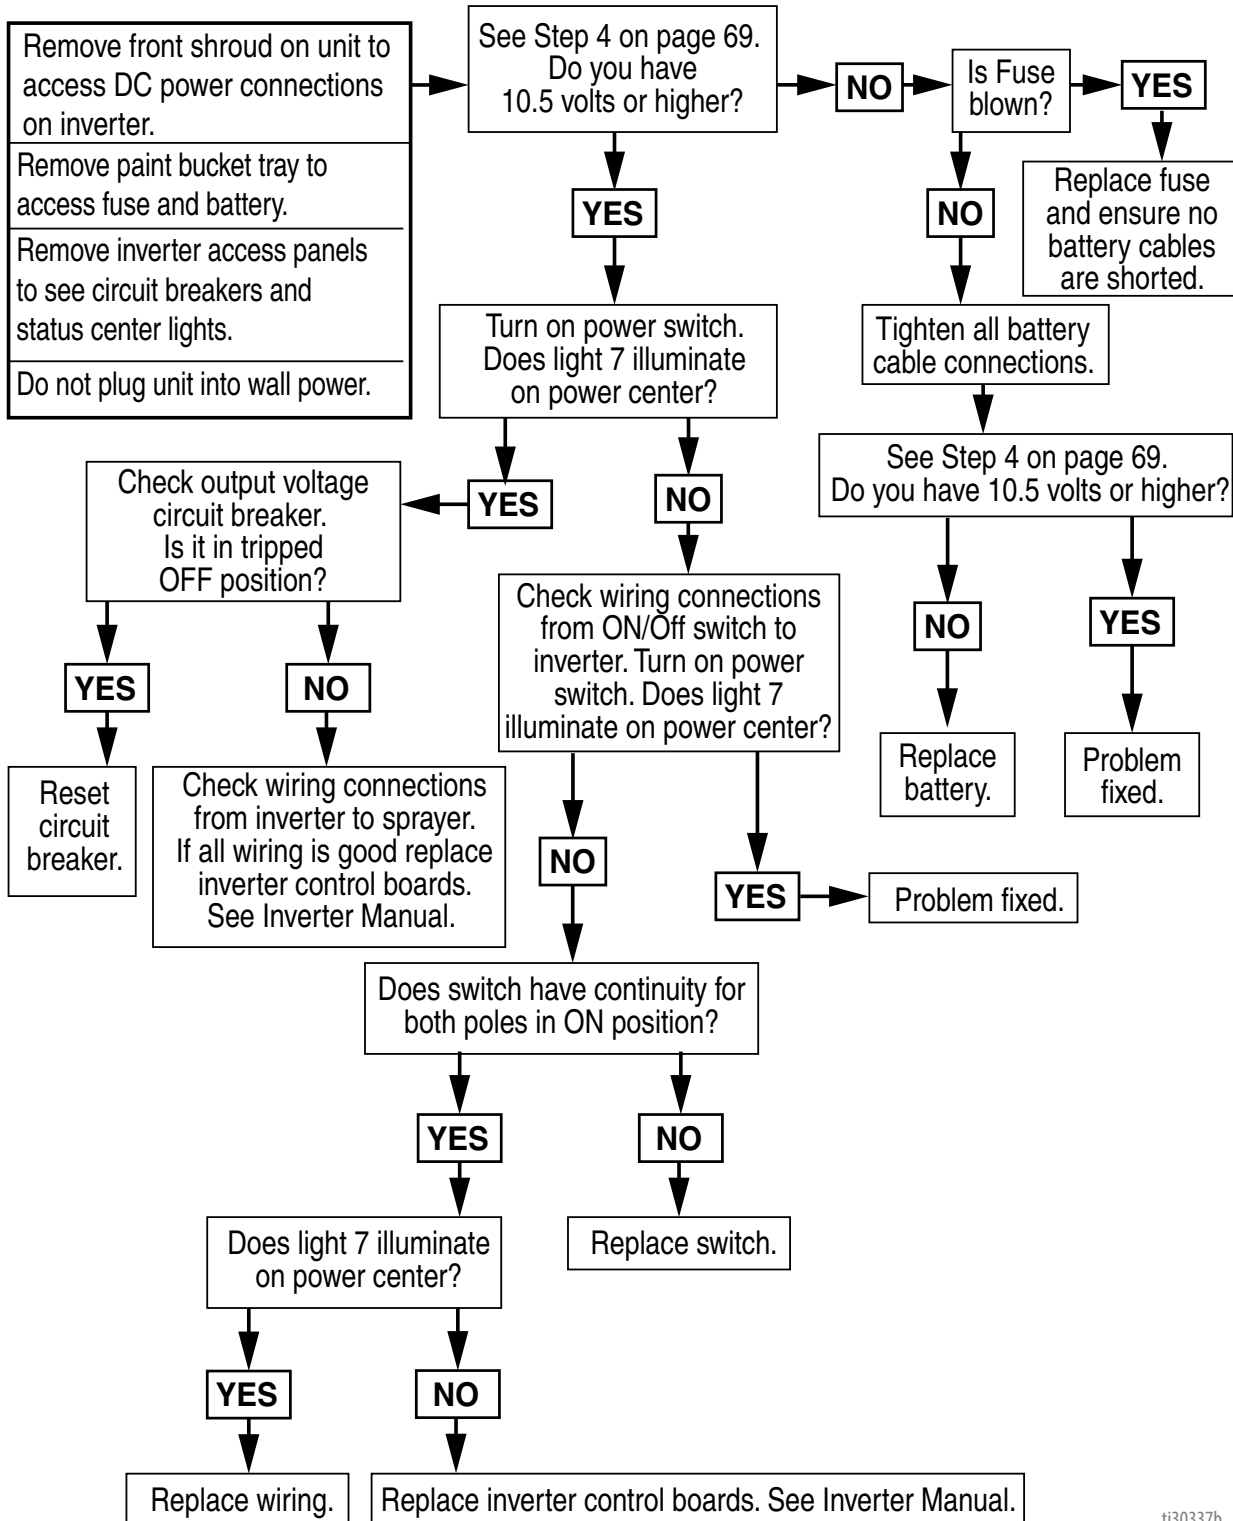 Remove front shroud on unit to
access DC power connections
on inverter.
Remove paint bucket tray to
access fuse and battery.
Remove inverter access panels
to see circuit breakers and
status center lights.
Do not plug unit into wall power.
See Step 4 on page 69.
Do you have
10.5 volts or higher?
NO
Is Fuse
blown?
YES
Replace fuse
and ensure no
battery cables
are shorted.
NO
Tighten all battery
cable connections.
See Step 4 on page 69.
Do you have 10.5 volts or higher?
NO
YES
Replace
battery.
Problem
fixed.
YES
Turn on power switch.
Does light 7 illuminate
on power center?
YES
NO
Check output voltage
circuit breaker.
Is it in tripped
OFF position?
YES
NO
Reset
circuit
breaker.
Check wiring connections
from inverter to sprayer.
If all wiring is good replace
inverter control boards.
See Inverter Manual.
Check wiring connections
from ON/Off switch to
inverter. Turn on power
switch. Does light 7
illuminate on power center?
NO
YES
Problem fixed.
Does switch have continuity for
both poles in ON position?
YES
NO
Does light 7 illuminate
on power center?
Replace switch.
YES
NO
Replace wiring.
Replace inverter control boards. See Inverter Manual.
ti30337b